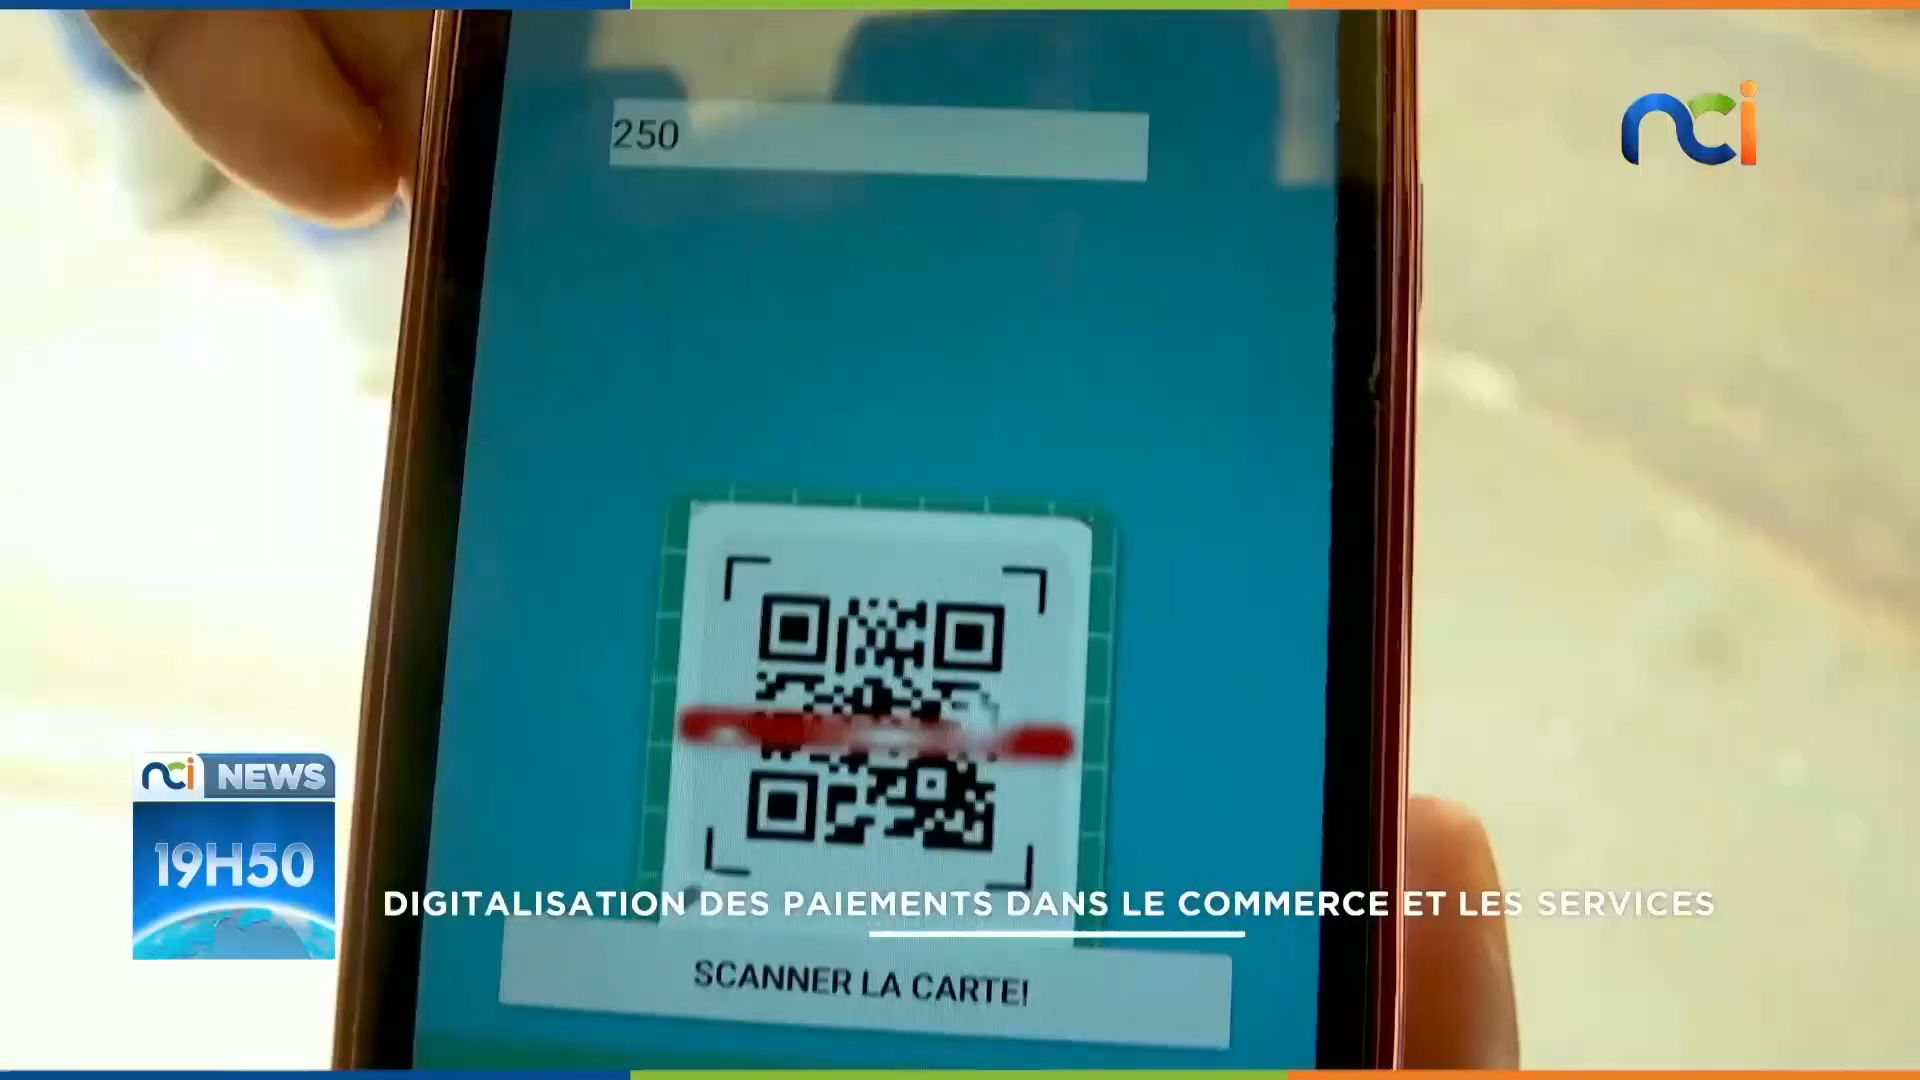 250
nci
nci NEWS
19H50
DIGITALISATION DES PAIEMENTS DANS LE COMMERCE ET LES SERVICES
SCANNER LA CARTE!